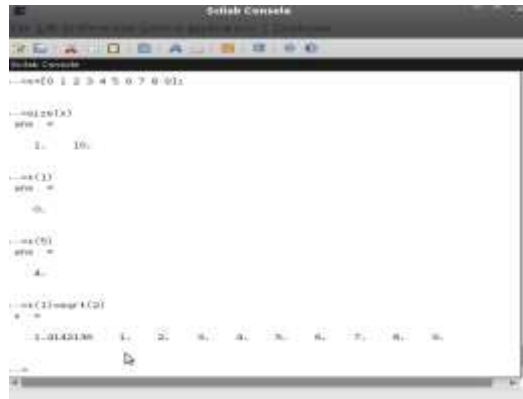 Scilab Console
Scilab Console
-->x=[0 1 2 3 4 5 6 7 8 9];
-->size(x)
ans =
1. 10.
-->x(1)
ans =
0.
-->x(5)
ans =
4.
-->x(1)=sqrt(2)
x =
1.4142136 1. 2. 3. 4. 5. 6. 7. 8. 9.
-->